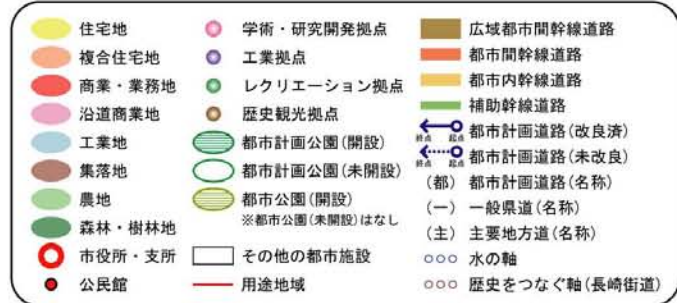 住宅地
複合住宅地
商業・業務地
沿道商業地
工業地
集落地
農地
森林・樹林地
市役所・支所
公民館
学術・研究開発拠点
工業拠点
レクリエーション拠点
歴史観光拠点
都市計画公園(開設)
都市計画公園(未開設)
都市公園(開設)
※都市公園(未開設)はなし
その他の都市施設
用途地域
広域都市間幹線道路
都市間幹線道路
都市内幹線道路
補助幹線道路
終点 起点 都市計画道路(改良済)
終点 起点 都市計画道路(未改良)
(都) 都市計画道路(名称)
(一) 一般県道(名称)
(主) 主要地方道(名称)
水の軸
歴史をつなぐ軸(長崎街道)